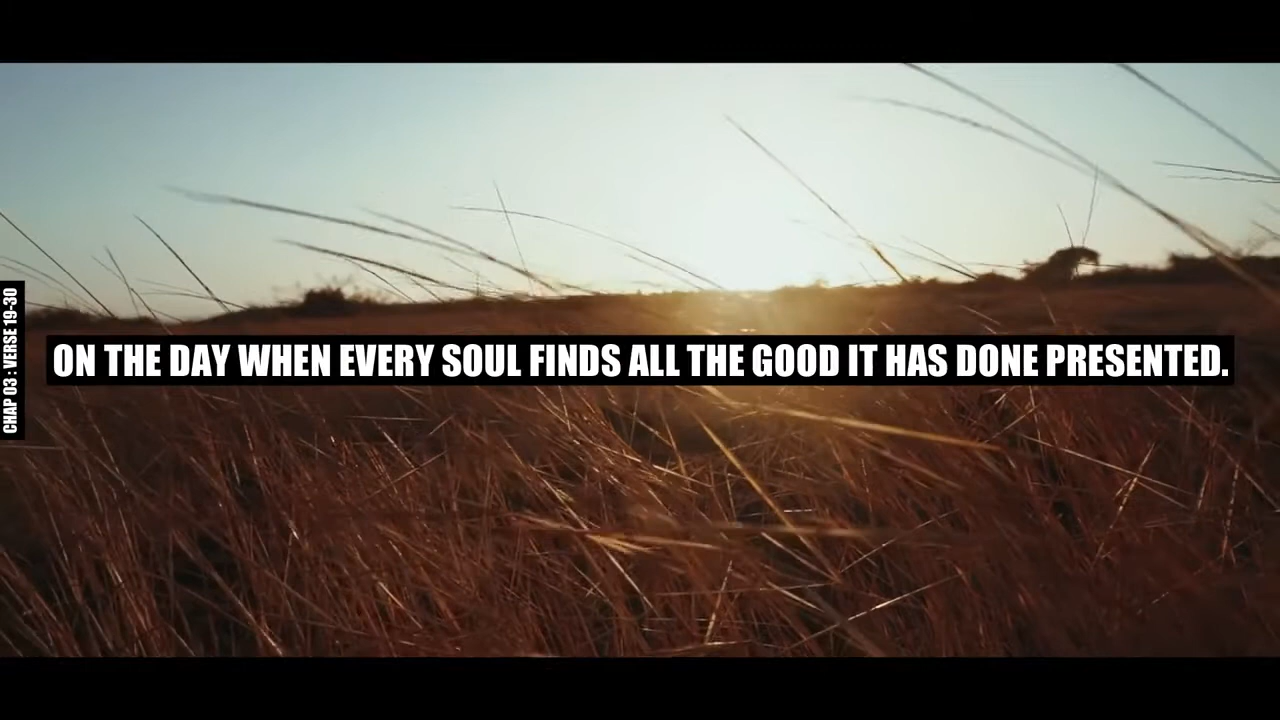 CHAP 03 : VERSE 19-30
ON THE DAY WHEN EVERY SOUL FINDS ALL THE GOOD IT HAS DONE PRESENTED.